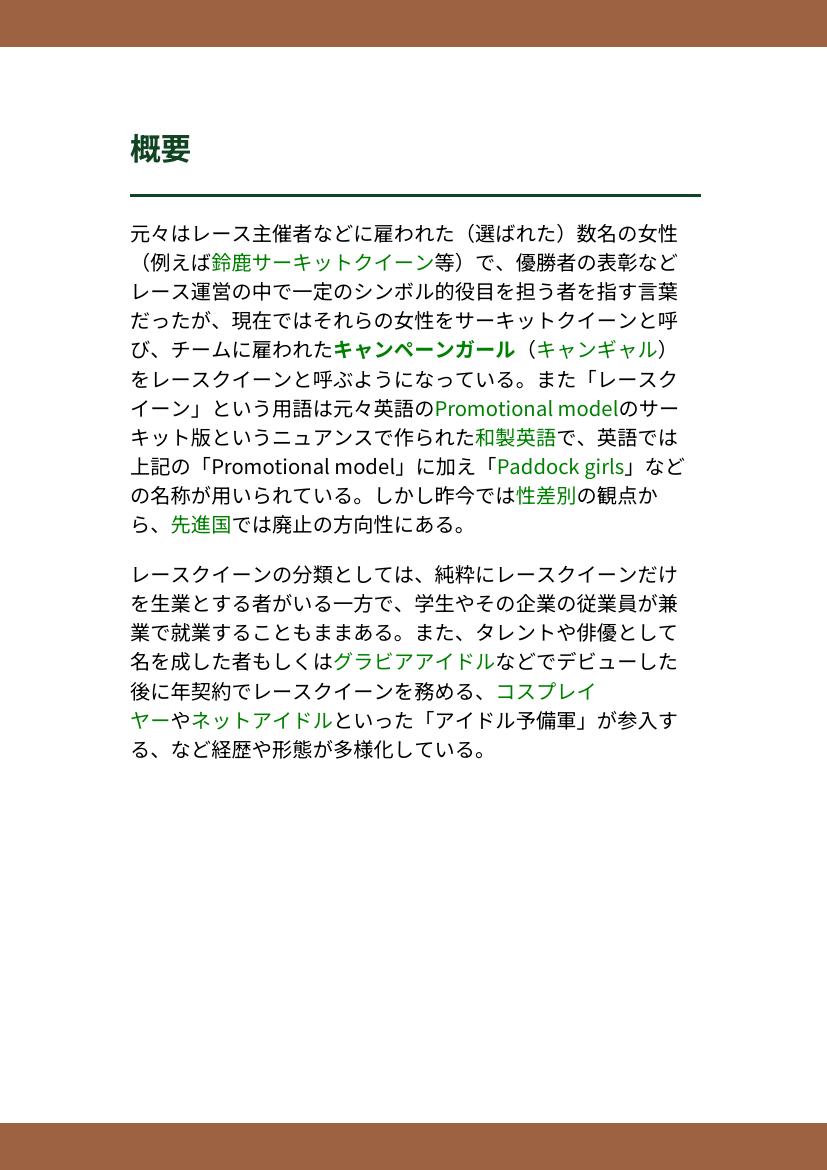 概要
元々はレース主催者などに雇われた（選ばれた）数名の女性
（例えば鈴鹿サーキットクイーン等）で、優勝者の表彰など
レース運営の中で一定のシンボル的役目を担う者を指す言葉
だったが、現在ではそれらの女性をサーキットクイーンと呼
び、チームに雇われたキャンペーンガール（キャンギャル）
をレースクイーンと呼ぶようになっている。また「レースク
イーン」という用語は元々英語のPromotional modelのサー
キット版というニュアンスで作られた和製英語で、英語では
上記の「Promotional model」に加え「Paddock girls」など
の名称が用いられている。しかし昨今では性差別の観点か
ら、先進国では廃止の方向性にある。
レースクイーンの分類としては、純粋にレースクイーンだけ
を生業とする者がいる一方で、学生やその企業の従業員が兼
業で就業することもままある。また、タレントや俳優として
名を成した者もしくはグラビアアイドルなどでデビューした
後に年契約でレースクイーンを務める、コスプレイ
ヤーやネットアイドルといった「アイドル予備軍」が参入す
る、など経歴や形態が多様化している。